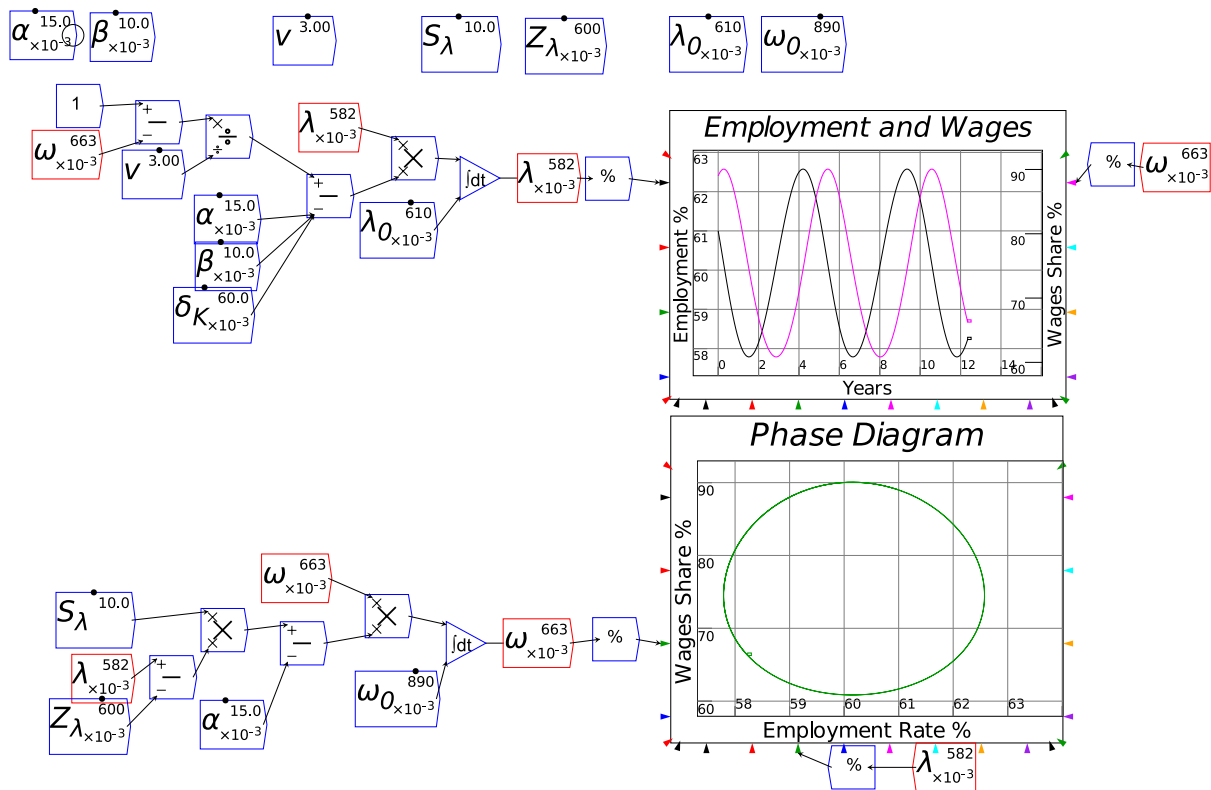 α 15.0 ×10⁻³ β 10.0 ×10⁻³ v 3.00 S_λ 10.0 Z_λ 600 ×10⁻³ λ₀ 610 ×10⁻³ ω₀ 890 ×10⁻³
1
ω 663 ×10⁻³
+ −
−
v 3.00
× ÷
÷
λ 582 ×10⁻³
×
×
×
+ −
−
α 15.0 ×10⁻³
β 10.0 ×10⁻³
δ_K 60.0 ×10⁻³
λ₀ 610 ×10⁻³
∫dt
λ 582 ×10⁻³
%
Employment and Wages
Employment %
63
62
61
60
59
58
0 2 4 6 8 10 12 14
90
80
70
60
Wages Share %
Years
%
ω 663 ×10⁻³
S_λ 10.0
λ 582 ×10⁻³
Z_λ 600 ×10⁻³
+ −
−
×
×
×
+ −
−
α 15.0 ×10⁻³
ω 663 ×10⁻³
×
×
×
ω₀ 890 ×10⁻³
∫dt
ω 663 ×10⁻³
%
Phase Diagram
Wages Share %
90
80
70
60
58 59 60 61 62 63
Employment Rate %
%
λ 582 ×10⁻³